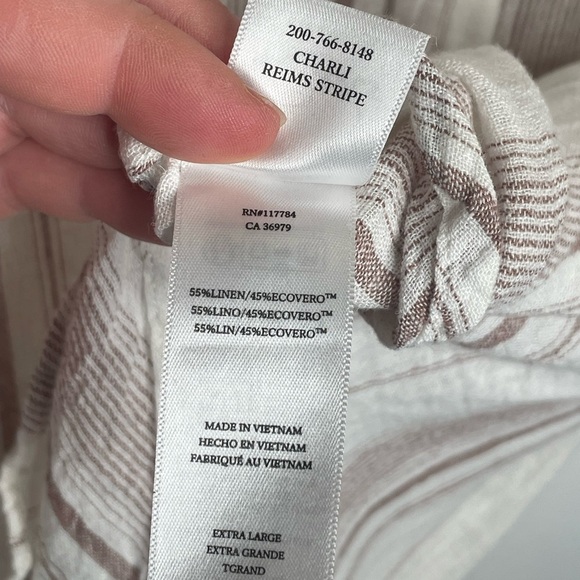 200-766-8148
CHARLI
REIMS STRIPE
RN#117784
CA 36979
55%LINEN/45%ECOVERO™
55%LINO/45%ECOVERO™
55%LIN/45%ECOVERO™
MADE IN VIETNAM
HECHO EN VIETNAM
FABRIQUÉ AU VIETNAM
EXTRA LARGE
EXTRA GRANDE
TGRAND